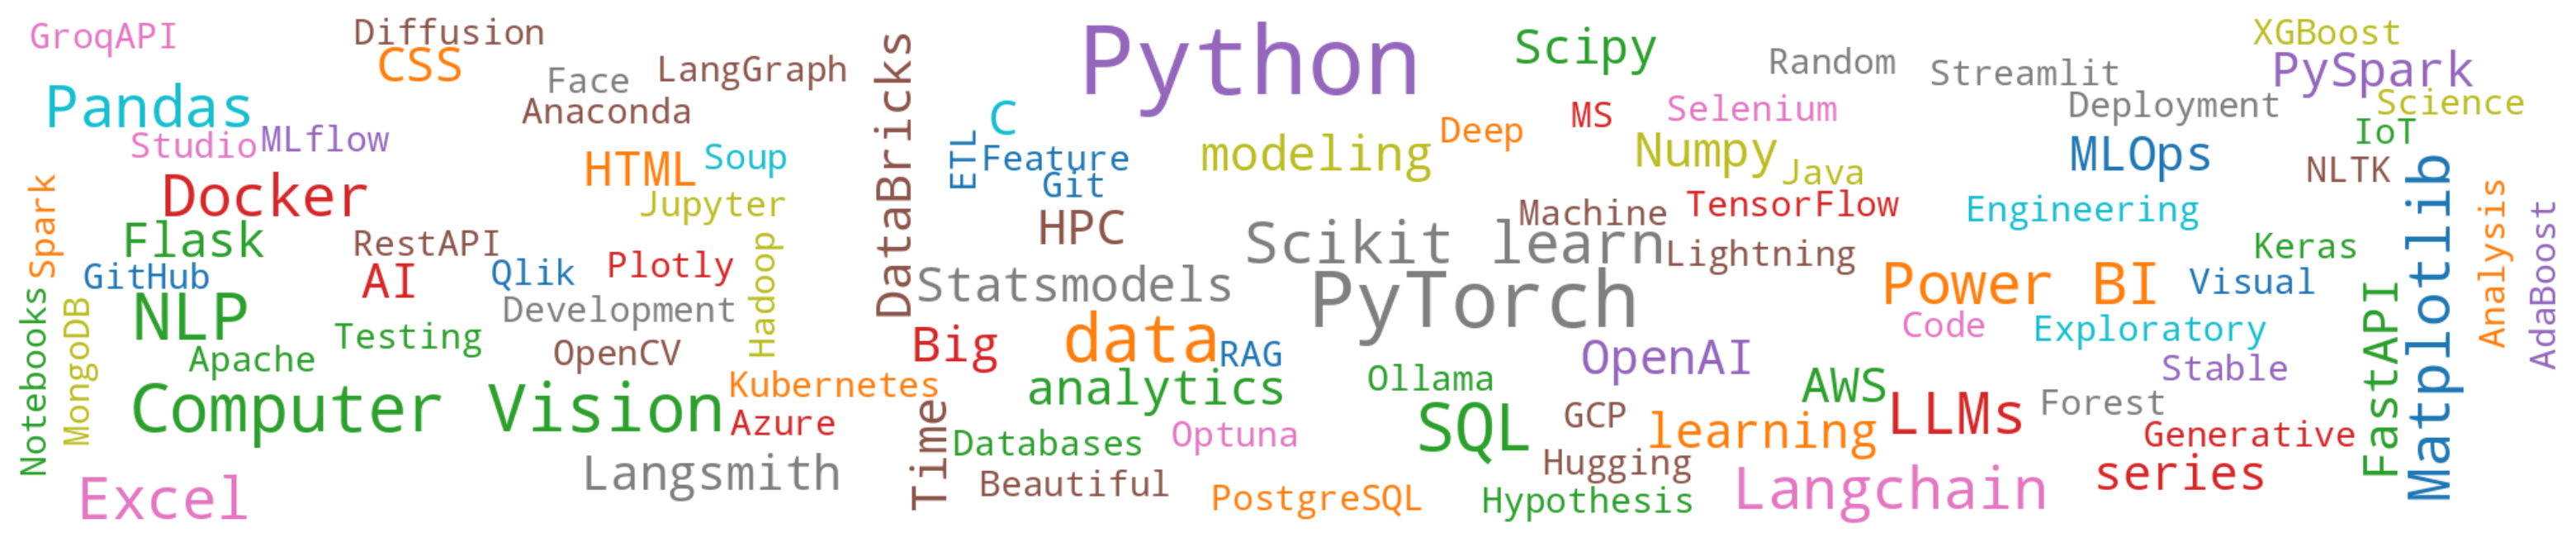 GroqAPI
Diffusion
CSS
Face
LangGraph
Pandas
Anaconda
Studio
MLflow
HTML
Soup
Docker
Jupyter
Spark
Flask
RestAPI
GitHub
AI
Qlik
Plotly
Hadoop
NLP
Development
Notebooks
MongoDB
Testing
Apache
OpenCV
Computer Vision
Kubernetes
Azure
Excel
Langsmith
DataBricks
Python
Scipy
Random
Streamlit
XGBoost
PySpark
C
MS
Selenium
Deployment
Science
ETL
Feature
modeling
Deep
Numpy
Java
MLOps
IoT
NLTK
Git
HPC
Machine
TensorFlow
Engineering
Scikit learn
Lightning
Keras
Statsmodels
PyTorch
Power BI
Visual
Matplotlib
Analysis
AdaBoost
Big
data
RAG
OpenAI
Code
Exploratory
FastAPI
analytics
Ollama
AWS
Stable
Time
SQL
GCP
learning
LLMs
Forest
Databases
Optuna
Generative
Beautiful
Hugging
Langchain
series
PostgreSQL
Hypothesis